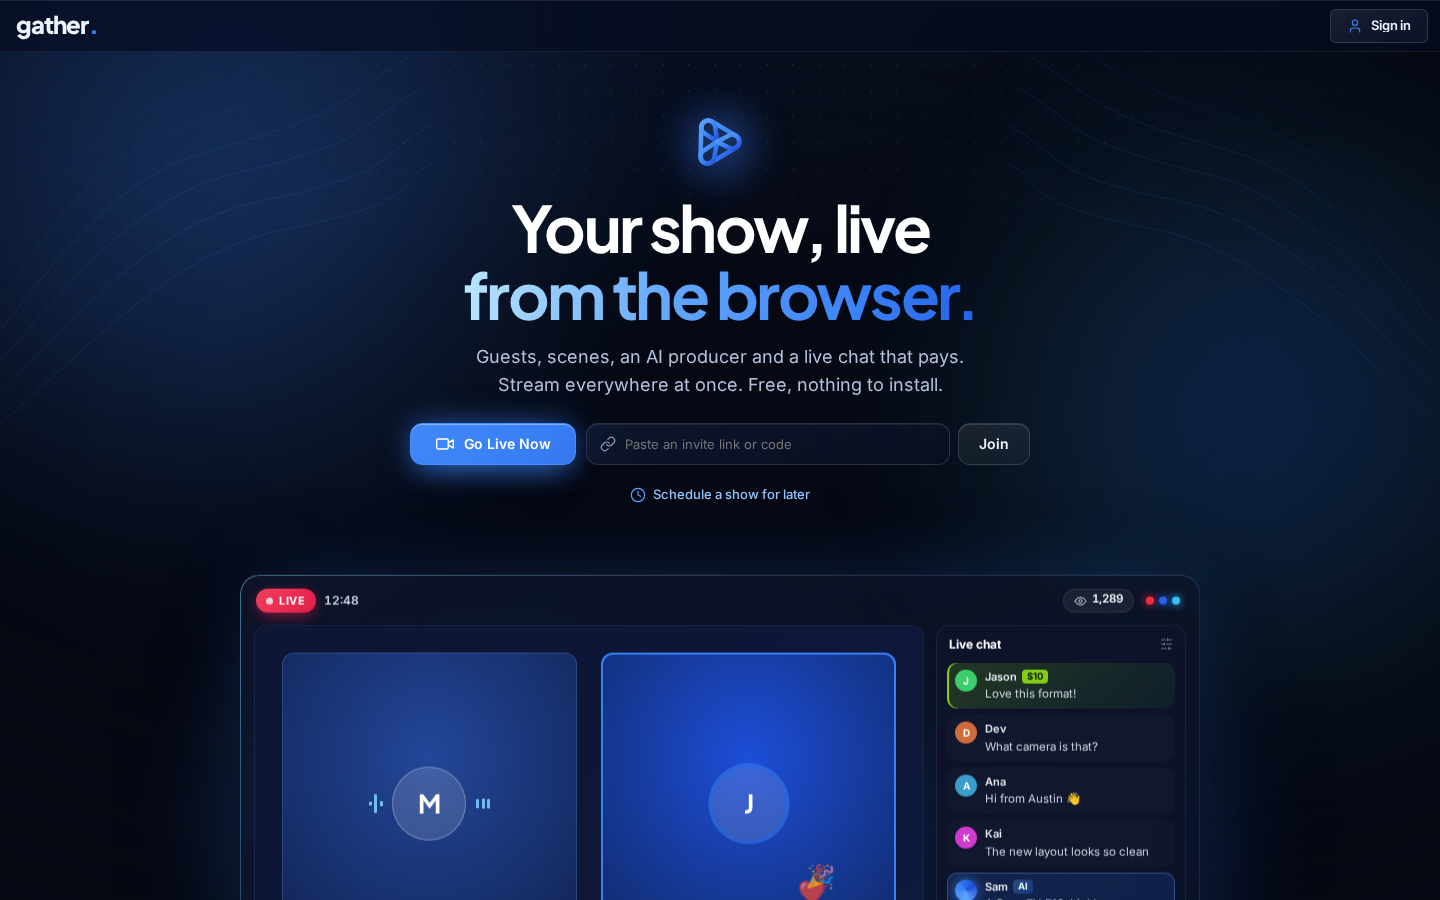 gather.
Sign in
Your show, live
from the browser.
Guests, scenes, an AI producer and a live chat that pays.
Stream everywhere at once. Free, nothing to install.
Go Live Now
Paste an invite link or code
Join
Schedule a show for later
LIVE 12:48
1,289
M
J
Live chat
J
Jason $10
Love this format!
D
Dev
What camera is that?
A
Ana
Hi from Austin 👋
K
Kai
The new layout looks so clean
Sam AI